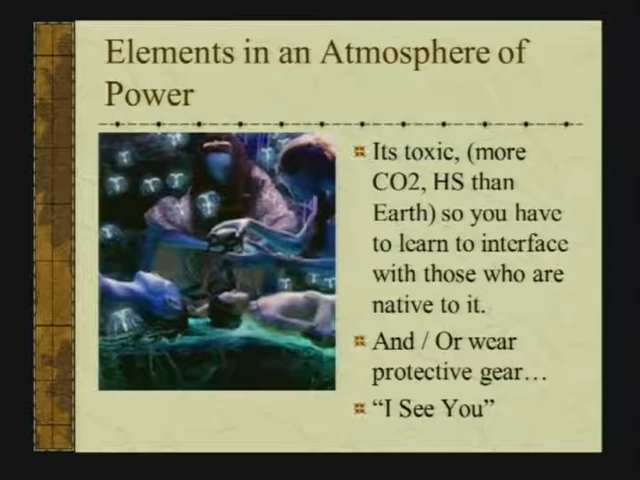 Elements in an Atmosphere of
Power
Its toxic, (more
CO2, HS than
Earth) so you have
to learn to interface
with those who are
native to it.
And / Or wear
protective gear…
“I See You”